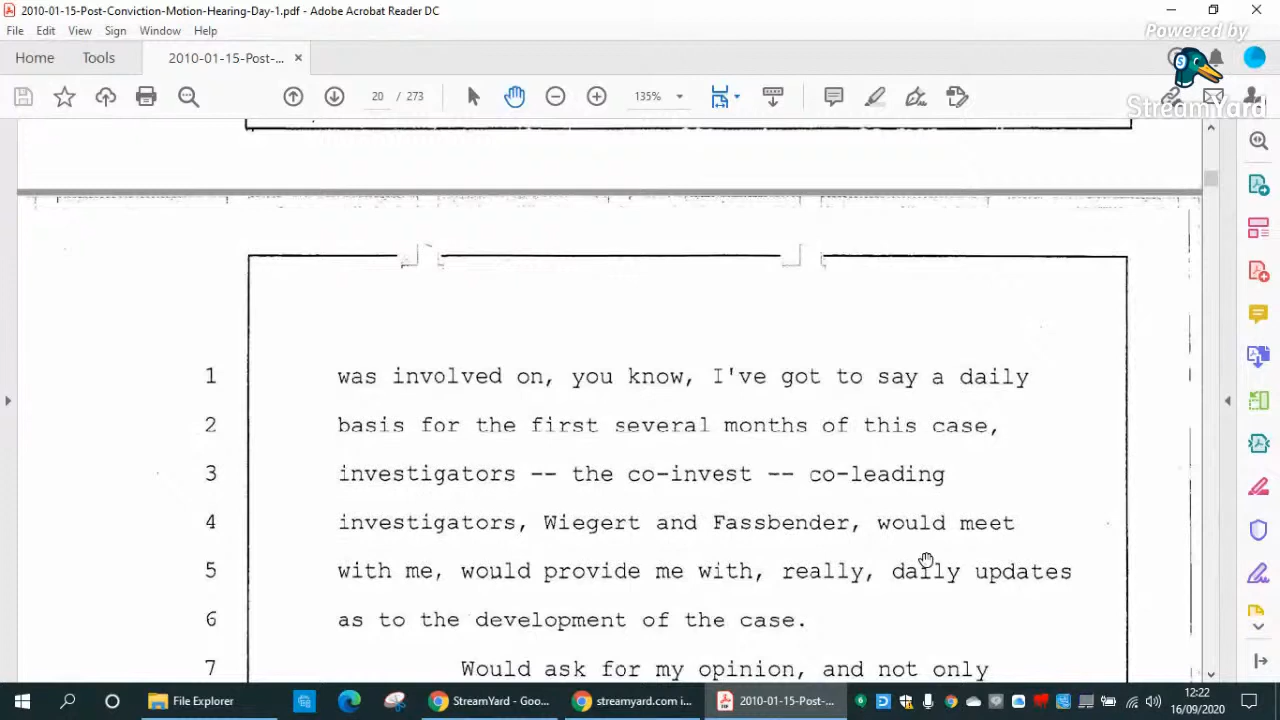 2010-01-15-Post-Conviction-Motion-Hearing-Day-1.pdf - Adobe Acrobat Reader DC
File Edit View Sign Window Help
Powered by
Home Tools 2010-01-15-Post-... ×
StreamYard
20 / 273 135%
1 was involved on, you know, I've got to say a daily
2 basis for the first several months of this case,
3 investigators -- the co-invest -- co-leading
4 investigators, Wiegert and Fassbender, would meet
5 with me, would provide me with, really, daily updates
6 as to the development of the case.
7 Would ask for my opinion, and not only
File Explorer StreamYard - Goo... streamyard.com i... 2010-01-15-Post-... 12:22
16/09/2020